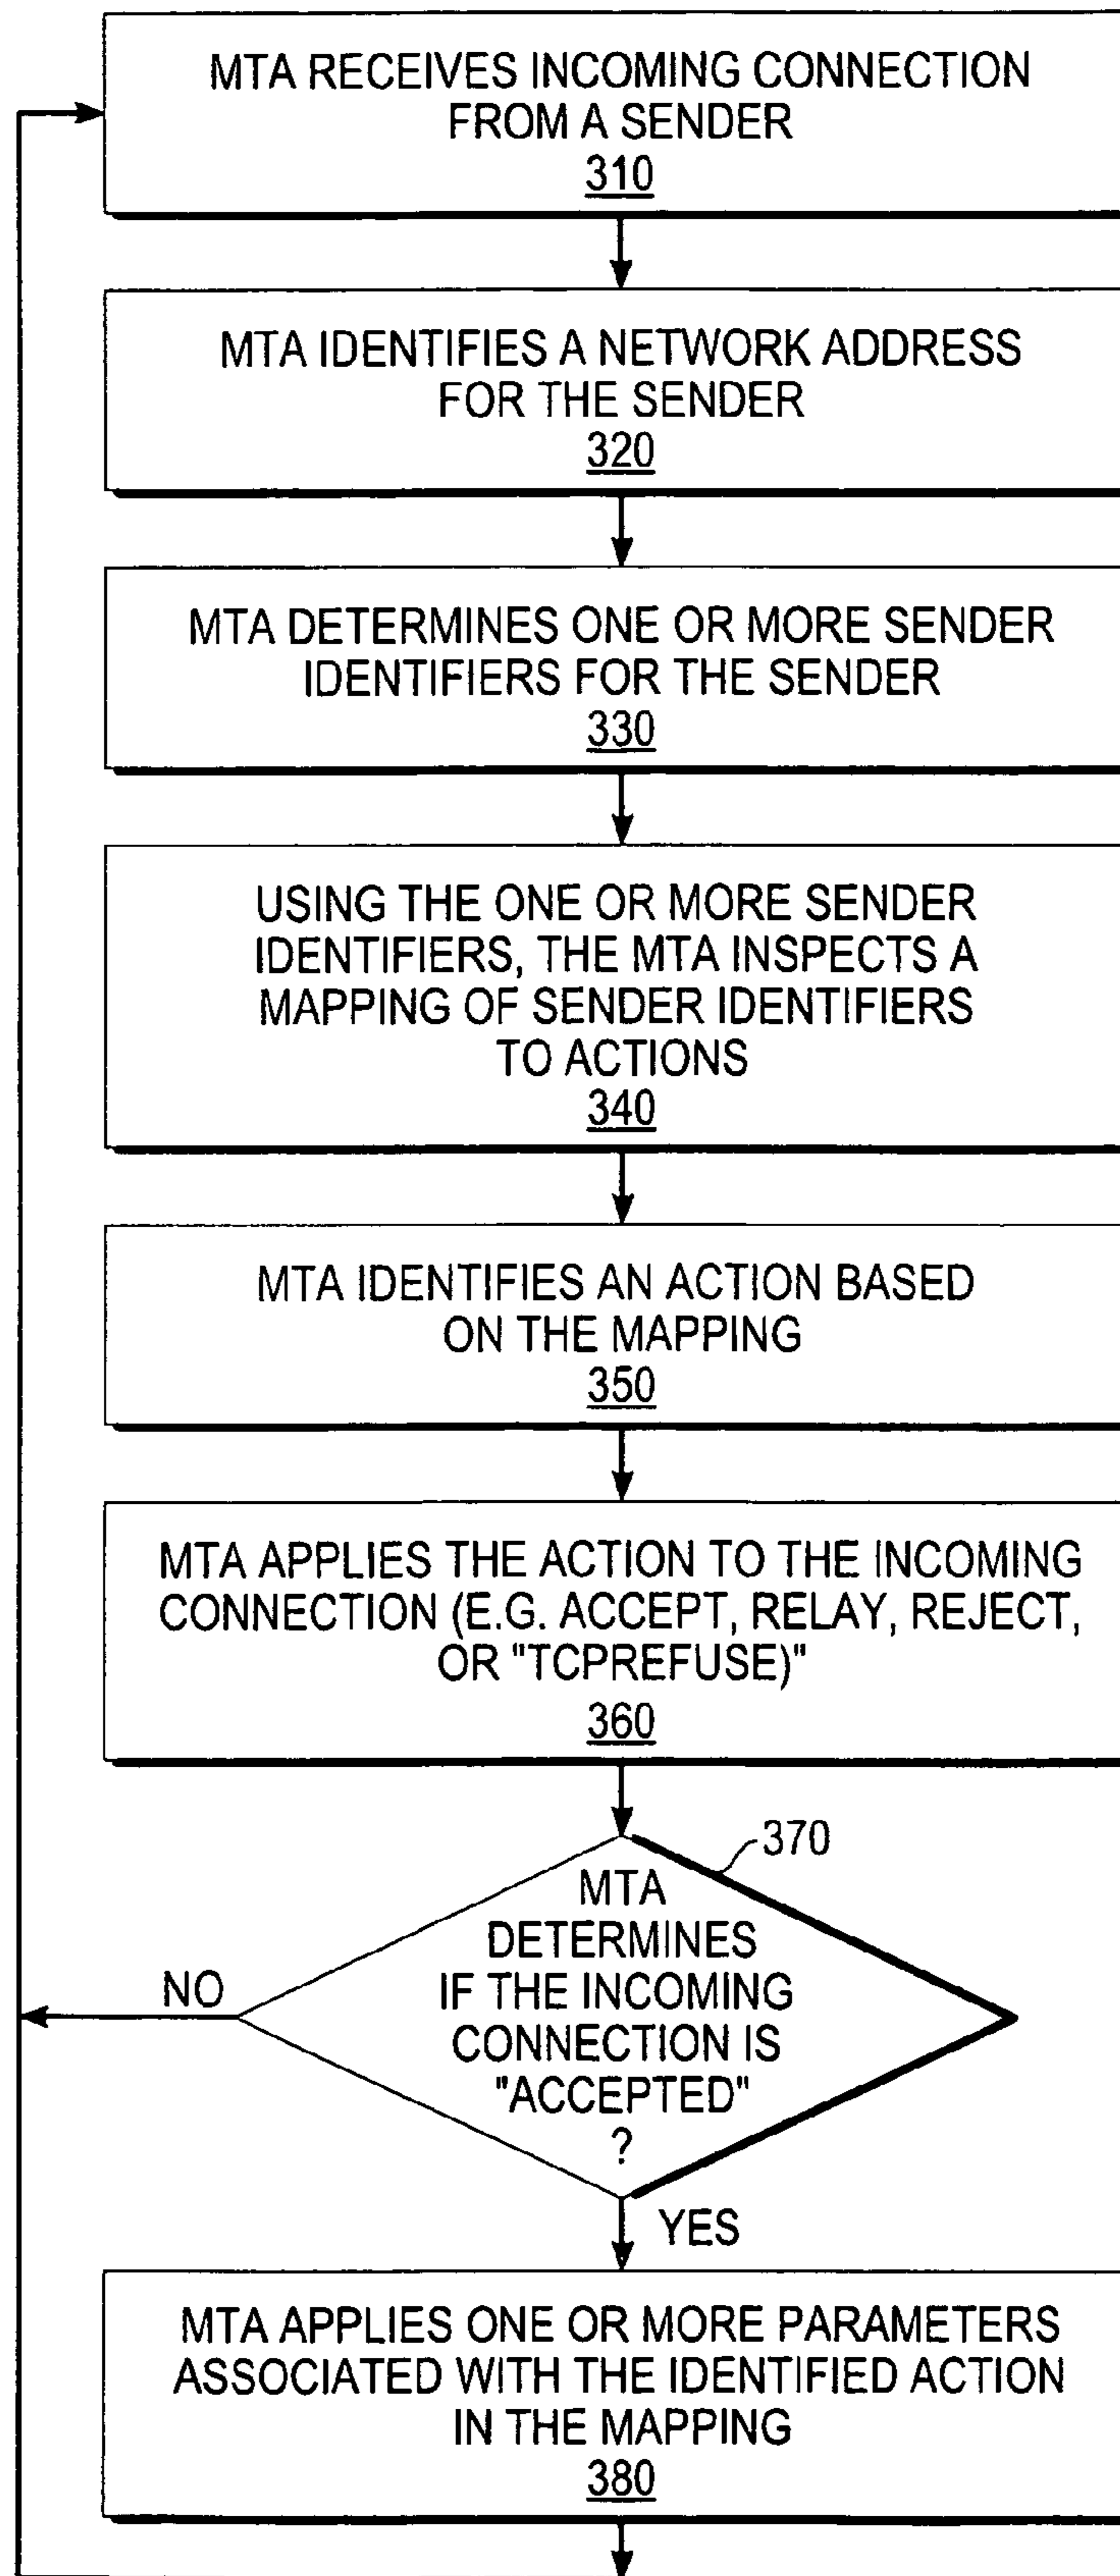 MTA RECEIVES INCOMING CONNECTION
FROM A SENDER
310
MTA IDENTIFIES A NETWORK ADDRESS
FOR THE SENDER
320
MTA DETERMINES ONE OR MORE SENDER
IDENTIFIERS FOR THE SENDER
330
USING THE ONE OR MORE SENDER
IDENTIFIERS, THE MTA INSPECTS A
MAPPING OF SENDER IDENTIFIERS
TO ACTIONS
340
MTA IDENTIFIES AN ACTION BASED
ON THE MAPPING
350
MTA APPLIES THE ACTION TO THE INCOMING
CONNECTION (E.G. ACCEPT, RELAY, REJECT,
OR "TCPREFUSE)"
360
370
MTA
DETERMINES
IF THE INCOMING
CONNECTION IS
"ACCEPTED"
?
NO
YES
MTA APPLIES ONE OR MORE PARAMETERS
ASSOCIATED WITH THE IDENTIFIED ACTION
IN THE MAPPING
380